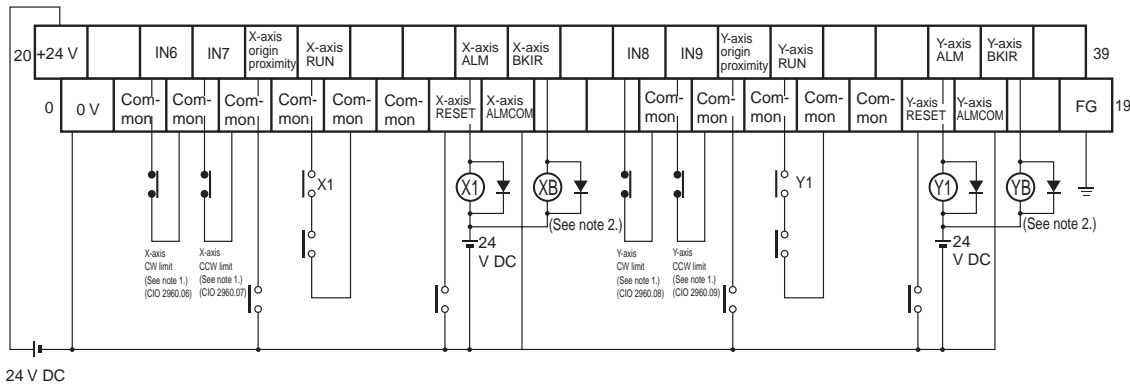 20
+24 V
IN6
IN7
X-axis
origin
proximity
X-axis
RUN
X-axis
ALM
X-axis
BKIR
IN8
IN9
Y-axis
origin
proximity
Y-axis
RUN
Y-axis
ALM
Y-axis
BKIR
39
0
0 V
Com-
mon
Com-
mon
Com-
mon
Com-
mon
Com-
mon
Com-
mon
X-axis
RESET
X-axis
ALMCOM
Com-
mon
Com-
mon
Com-
mon
Com-
mon
Com-
mon
Com-
mon
Y-axis
RESET
Y-axis
ALMCOM
FG
19
X1
X1
XB
Y1
Y1
YB
(See note 2.)
(See note 2.)
24
V DC
24
V DC
X-axis
CW limit
(See note 1.)
(CIO 2960.06)
X-axis
CCW limit
(See note 1.)
(CIO 2960.07)
Y-axis
CW limit
(See note 1.)
(CIO 2960.08)
Y-axis
CCW limit
(See note 1.)
(CIO 2960.09)
24 V DC